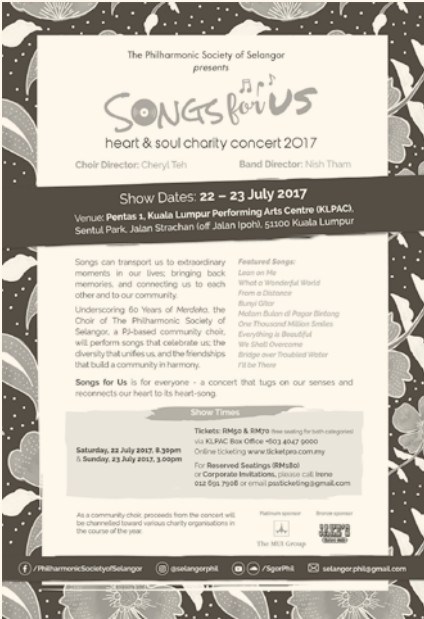 The Philharmonic Society of Selangor
presents
SONGS for US
heart & soul charity concert 2017
Choir Director: Cheryl Teh
Band Director: Nish Tham
Show Dates: 22 – 23 July 2017
Venue: Pentas 1, Kuala Lumpur Performing Arts Centre (KLPAC),
Sentul Park, Jalan Strachan (off Jalan Ipoh), 51100 Kuala Lumpur
Songs can transport us to extraordinary
moments in our lives; bringing back
memories, and connecting us to each
other and to our community.
Underscoring 60 Years of Merdeka, the
Choir of The Philharmonic Society of
Selangor, a PJ-based community choir,
will perform songs that celebrate us; the
diversity that unifies us, and the friendships
that build a community in harmony.
Featured Songs:
Lean on Me
What a Wonderful World
From a Distance
Bunyi Gitar
Malam Bulan di Pagar Bintang
One Thousand Million Smiles
Everything is Beautiful
We Shall Overcome
Bridge over Troubled Water
I'll be There
Songs for Us is for everyone - a concert that tugs on our senses and
reconnects our heart to its heart-song.
Show Times
Saturday, 22 July 2017, 8.30pm
& Sunday, 23 July 2017, 3.00pm
Tickets: RM50 & RM70 (free seating for both categories)
via KLPAC Box Office +603 4047 9000
Online ticketing www.ticketpro.com.my
For Reserved Seatings (RM180)
or Corporate Invitations, please call Irene
012 691 7908 or email pssticketing@gmail.com
As a community choir, proceeds from the concert will
be channelled toward various charity organisations in
the course of the year.
Platinum sponsor
The MUI Group
Bronze sponsor
/PhilharmonicSocietyofSelangor
@selangorphil
/SgorPhil
selangor.phil@gmail.com